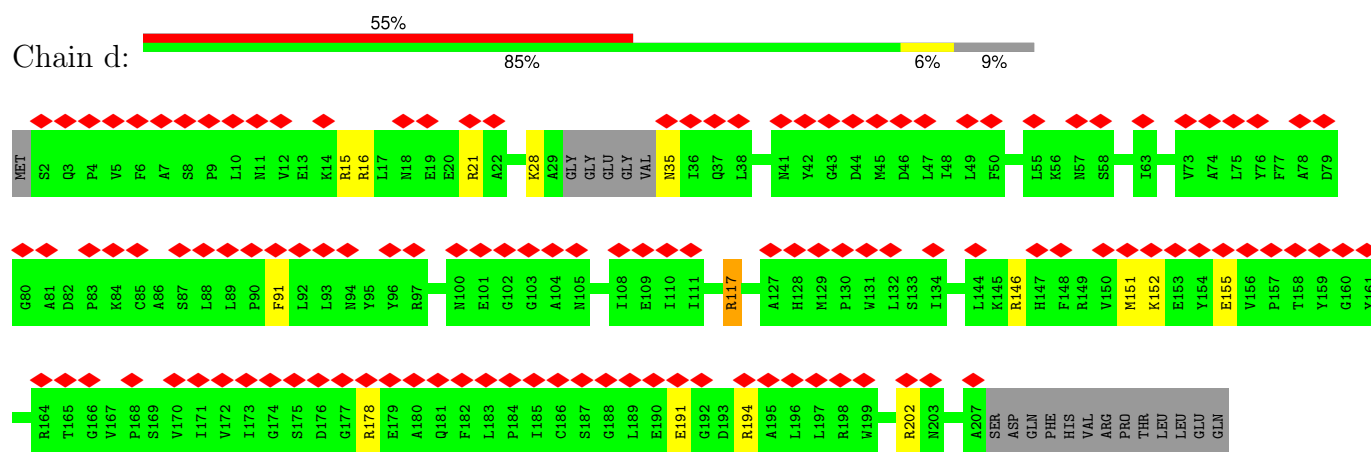 55%
Chain d:
85% 6% 9%
MET S2 Q3 P4 V5 F6 A7 S8 P9 L10 N11 V12 E13 K14 R15 R16 L17 N18 E19 E20 R21 A22 K28 A29 GLY GLY GLU GLY VAL N35 I36 Q37 L38 N41 Y42 G43 D44 M45 D46 L47 I48 L49 F50 L55 K56 N57 S58 I63 V73 A74 L75 Y76 F77 A78 D79
G80 A81 D82 P83 K84 C85 A86 S87 L88 L89 P90 F91 L92 L93 N94 Y95 Y96 R97 N100 E101 G102 G103 A104 N105 I108 E109 I110 I111 R117 A127 H128 M129 P130 W131 L132 S133 I134 L144 K145 R146 H147 F148 R149 V150 M151 K152 E153 Y154 E155 V156 P157 T158 Y159 G160 Y161
R164 T165 G166 V167 P168 S169 V170 I171 V172 I173 G174 S175 D176 G177 R178 E179 A180 Q181 F182 L183 P184 I185 C186 S187 G188 L189 E190 E191 G192 D193 R194 A195 L196 L197 R198 W199 R202 N203 A207 SER ASP GLN PHE HIS VAL ARG PRO THR LEU LEU GLU GLN